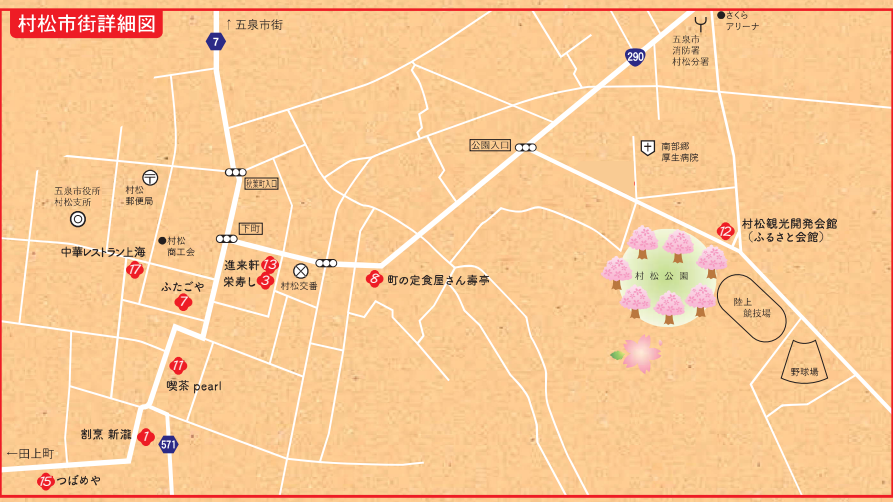 村松市街詳細図
↑五泉市街
7
290
さくら
アリーナ
五泉市
消防署
村松分署
公園入口
南部郷
厚生病院
秋葉町入口
五泉市役所
村松支所
村松
郵便局
下町
村松
商工会
中華レストラン上海
17
進来軒
13
栄寿し
3
村松交番
8
町の定食屋さん壽亭
12
村松観光開発会館
(ふるさと会館)
村松公園
陸上
競技場
野球場
ふたごや
7
11
喫茶 pearl
割烹 新瀧
1
571
←田上町
15
つばめや